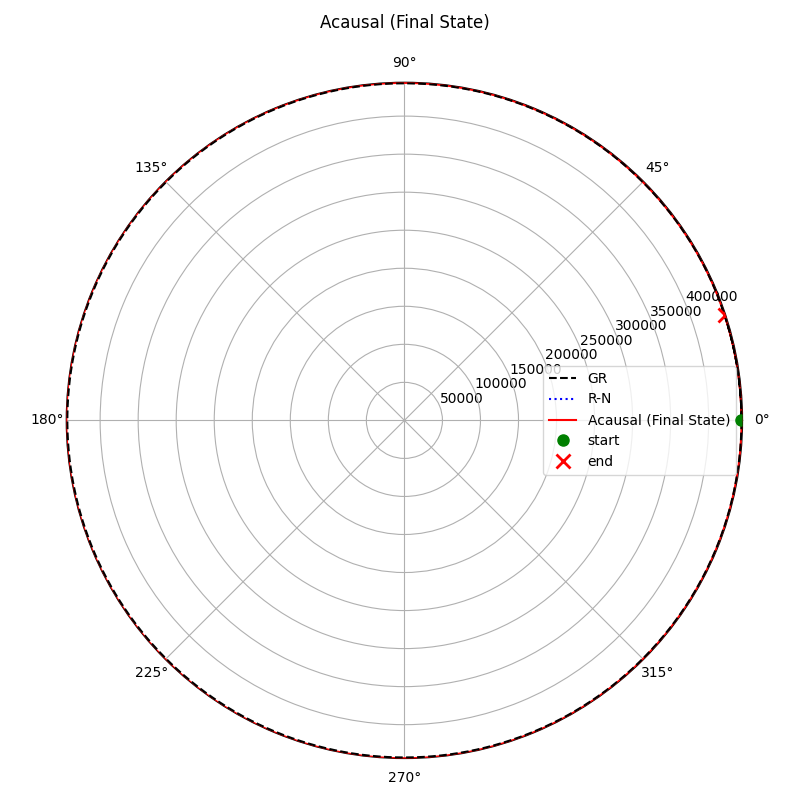 Acausal (Final State)
90°
135°
45°
400000
350000
300000
250000
200000
150000
100000
50000
180°
0°
GR
R-N
Acausal (Final State)
start
end
225°
315°
270°